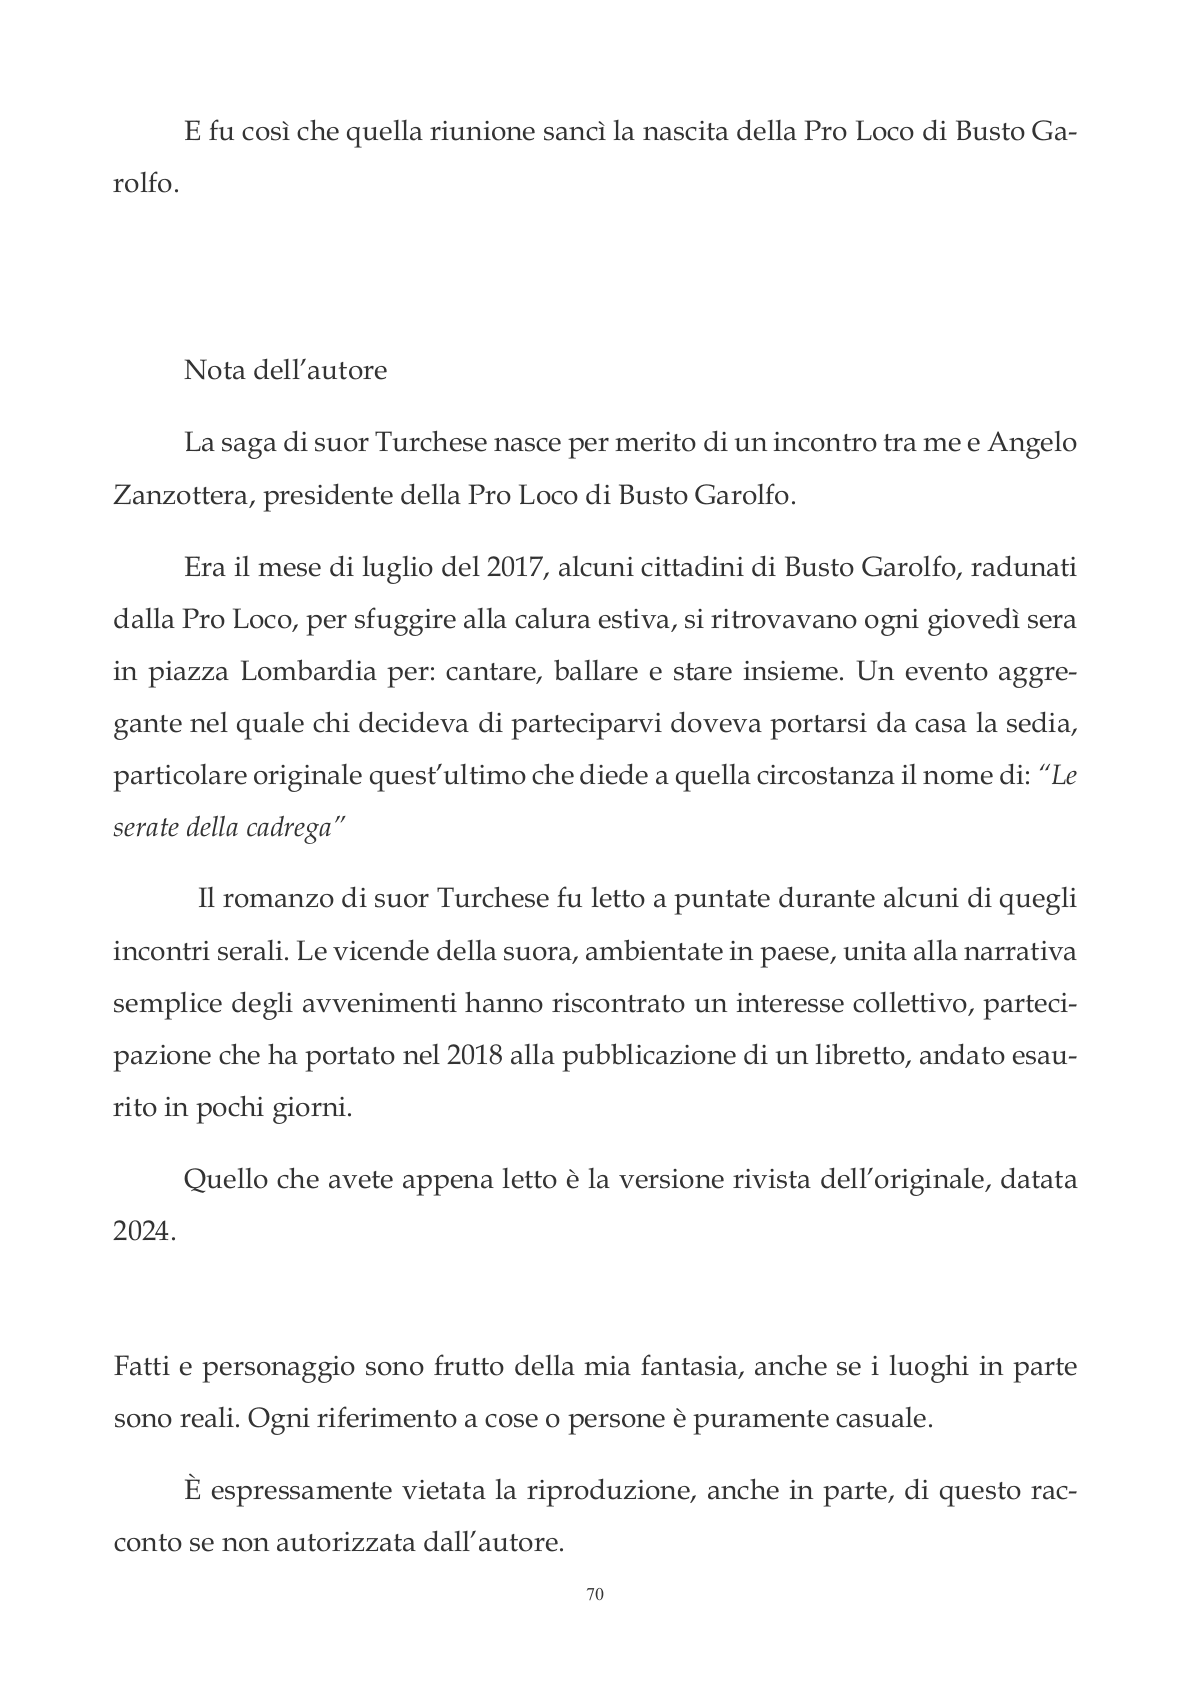 E fu così che quella riunione sancì la nascita della Pro Loco di Busto Ga-
rolfo.
Nota dell’autore
La saga di suor Turchese nasce per merito di un incontro tra me e Angelo
Zanzottera, presidente della Pro Loco di Busto Garolfo.
Era il mese di luglio del 2017, alcuni cittadini di Busto Garolfo, radunati
dalla Pro Loco, per sfuggire alla calura estiva, si ritrovavano ogni giovedì sera
in piazza Lombardia per: cantare, ballare e stare insieme. Un evento aggre-
gante nel quale chi decideva di parteciparvi doveva portarsi da casa la sedia,
particolare originale quest’ultimo che diede a quella circostanza il nome di: “Le
serate della cadrega”
Il romanzo di suor Turchese fu letto a puntate durante alcuni di quegli
incontri serali. Le vicende della suora, ambientate in paese, unita alla narrativa
semplice degli avvenimenti hanno riscontrato un interesse collettivo, parteci-
pazione che ha portato nel 2018 alla pubblicazione di un libretto, andato esau-
rito in pochi giorni.
Quello che avete appena letto è la versione rivista dell’originale, datata
2024.
Fatti e personaggio sono frutto della mia fantasia, anche se i luoghi in parte
sono reali. Ogni riferimento a cose o persone è puramente casuale.
È espressamente vietata la riproduzione, anche in parte, di questo rac-
conto se non autorizzata dall’autore.
70